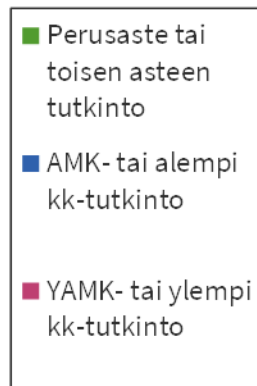 Perusaste tai
toisen asteen
tutkinto
AMK- tai alempi
kk-tutkinto
YAMK- tai ylempi
kk-tutkinto